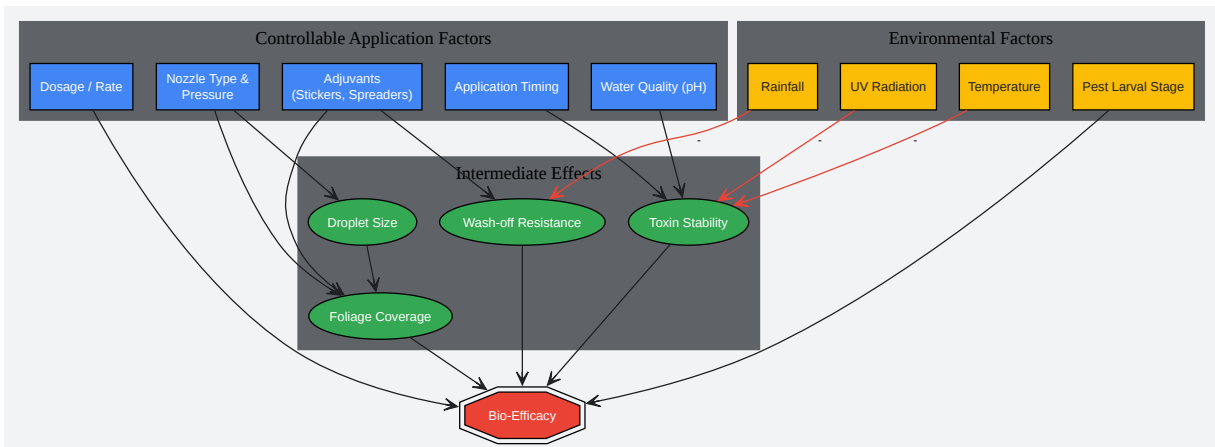 Controllable Application Factors
Environmental Factors
Dosage / Rate
Nozzle Type &
Pressure
Adjuvants
(Stickers, Spreaders)
Application Timing
Water Quality (pH)
Rainfall
UV Radiation
Temperature
Pest Larval Stage
-
-
-
Intermediate Effects
Droplet Size
Wash-off Resistance
Toxin Stability
Foliage Coverage
Bio-Efficacy